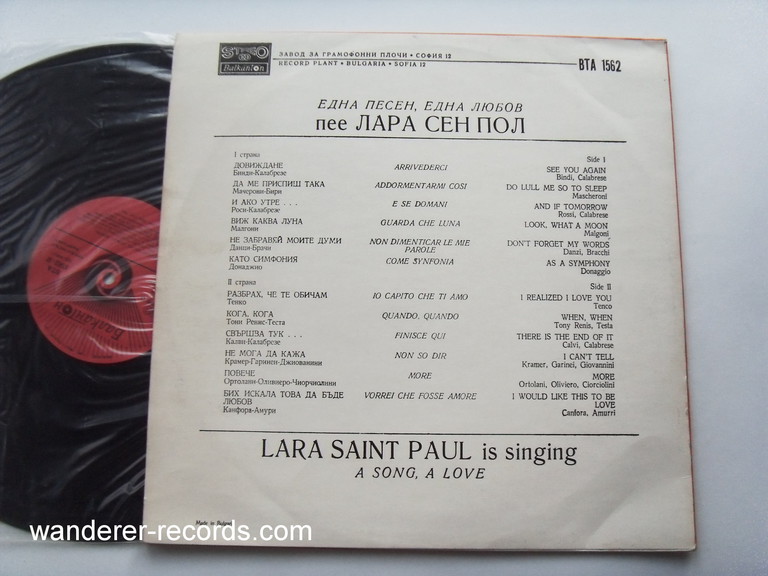 STEREO
Balkanton
ЗАВОД ЗА ГРАМОФОННИ ПЛОЧИ • СОФИЯ 12
RECORD PLANT • BULGARIA • SOFIA 12
BTA 1562
ЕДНА ПЕСЕН, ЕДНА ЛЮБОВ
пее ЛАРА СЕН ПОЛ
I страна Side I
ДОВИЖДАНЕ ARRIVEDERCI SEE YOU AGAIN
Бинди-Калабрезе Bindi, Calabrese
ДА МЕ ПРИСПИШ ТАКА ADDORMENTARMI COSI DO LULL ME SO TO SLEEP
Мачерони-Бири Mascheroni
И АКО УТРЕ . . . E SE DOMANI AND IF TOMORROW
Роси-Калабрезе Rossi, Calabrese
ВИЖ КАКВА ЛУНА GUARDA CHE LUNA LOOK, WHAT A MOON
Малгони Malgoni
НЕ ЗАБРАВЯЙ МОИТЕ ДУМИ NON DIMENTICAR LE MIE PAROLE DON'T FORGET MY WORDS
Данци-Брачи Danzi, Bracchi
КАТО СИМФОНИЯ COME SYNFONIA AS A SYMPHONY
Донаджио Donaggio
II страна Side II
РАЗБРАХ, ЧЕ ТЕ ОБИЧАМ IO CAPITO CHE TI AMO I REALIZED I LOVE YOU
Тенко Tenco
КОГА, КОГА QUANDO, QUANDO WHEN, WHEN
Тони Ренис-Теста Tony Renis, Testa
СВЪРШВА ТУК . . . FINISCE QUI THERE IS THE END OF IT
Калви-Калабрезе Calvi, Calabrese
НЕ МОГА ДА КАЖА NON SO DIR I CAN'T TELL
Крамер-Гаринеи-Джиованини Kramer, Garinei, Giovannini
ПОВЕЧЕ MORE MORE
Ортолани-Оливиеро-Чиорчиолини Ortolani, Oliviero, Ciorciolini
БИХ ИСКАЛА ТОВА ДА БЪДЕ ЛЮБОВ VORREI CHE FOSSE AMORE I WOULD LIKE THIS TO BE LOVE
Канфора-Амури Canfora, Amurri
LARA SAINT PAUL is singing
A SONG, A LOVE
Made in Bulgaria
Balkanton
wanderer-records.com